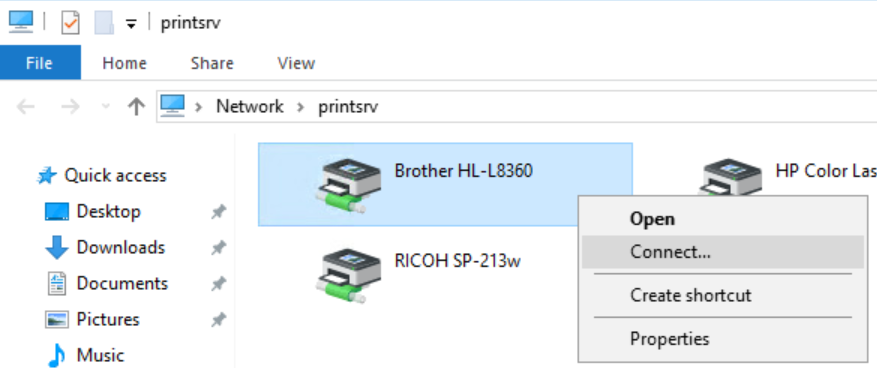 printsrv
File Home Share View
Network > printsrv
Quick access
Desktop
Downloads
Documents
Pictures
Music
Brother HL-L8360
HP Color Las
RICOH SP-213w
Open
Connect...
Create shortcut
Properties